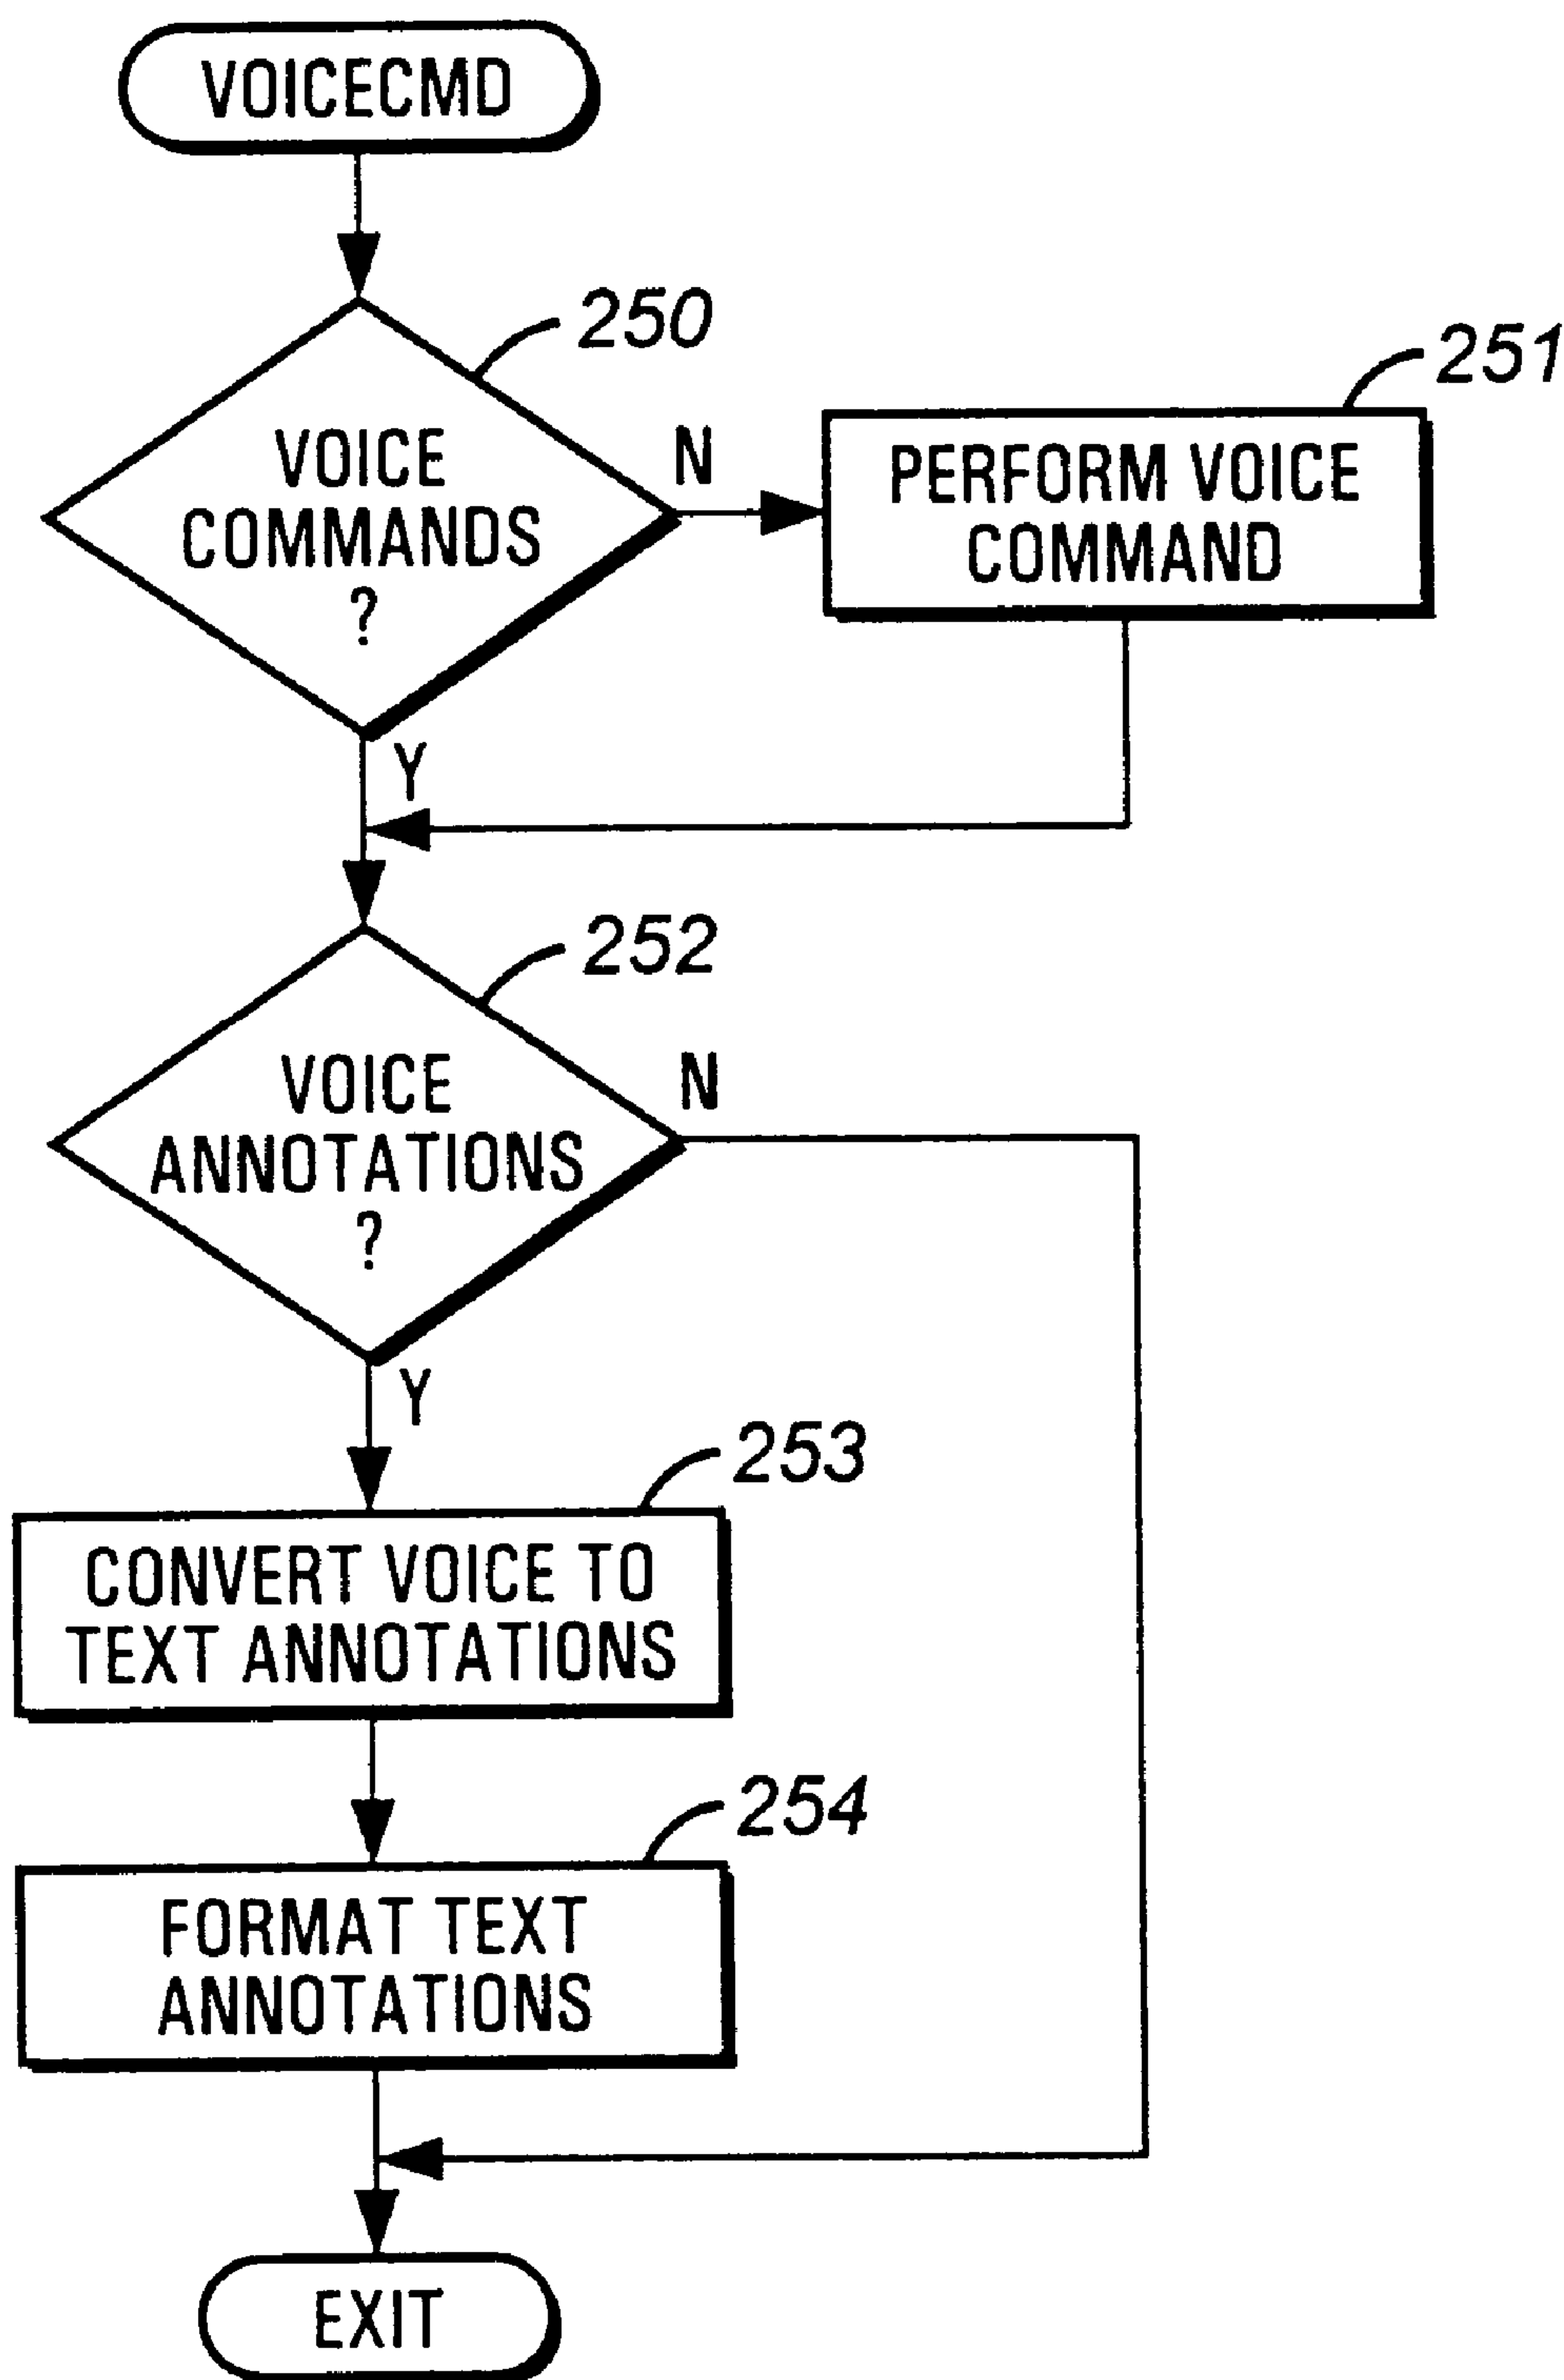 VOICECMD
250
251
VOICE
COMMANDS
?
N
PERFORM VOICE
COMMAND
Y
252
VOICE
ANNOTATIONS
?
N
Y
253
CONVERT VOICE TO
TEXT ANNOTATIONS
254
FORMAT TEXT
ANNOTATIONS
EXIT